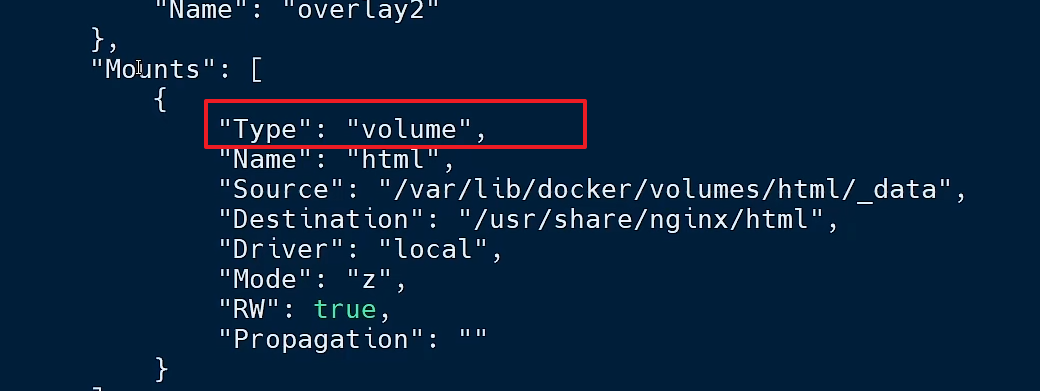 "Name": "overlay2"
},
"Mounts": [
{
"Type": "volume",
"Name": "html",
"Source": "/var/lib/docker/volumes/html/_data",
"Destination": "/usr/share/nginx/html",
"Driver": "local",
"Mode": "z",
"RW": true,
"Propagation": ""
}